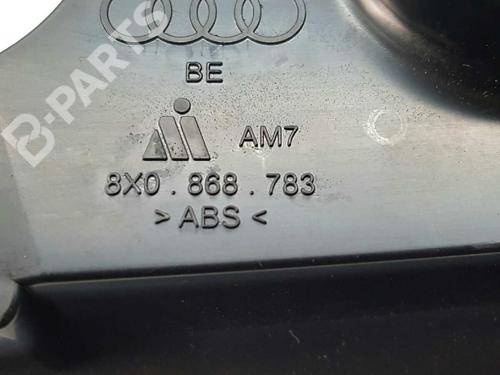 B-PARTS
BE
AM7
8X0 . 868 . 783
> ABS <